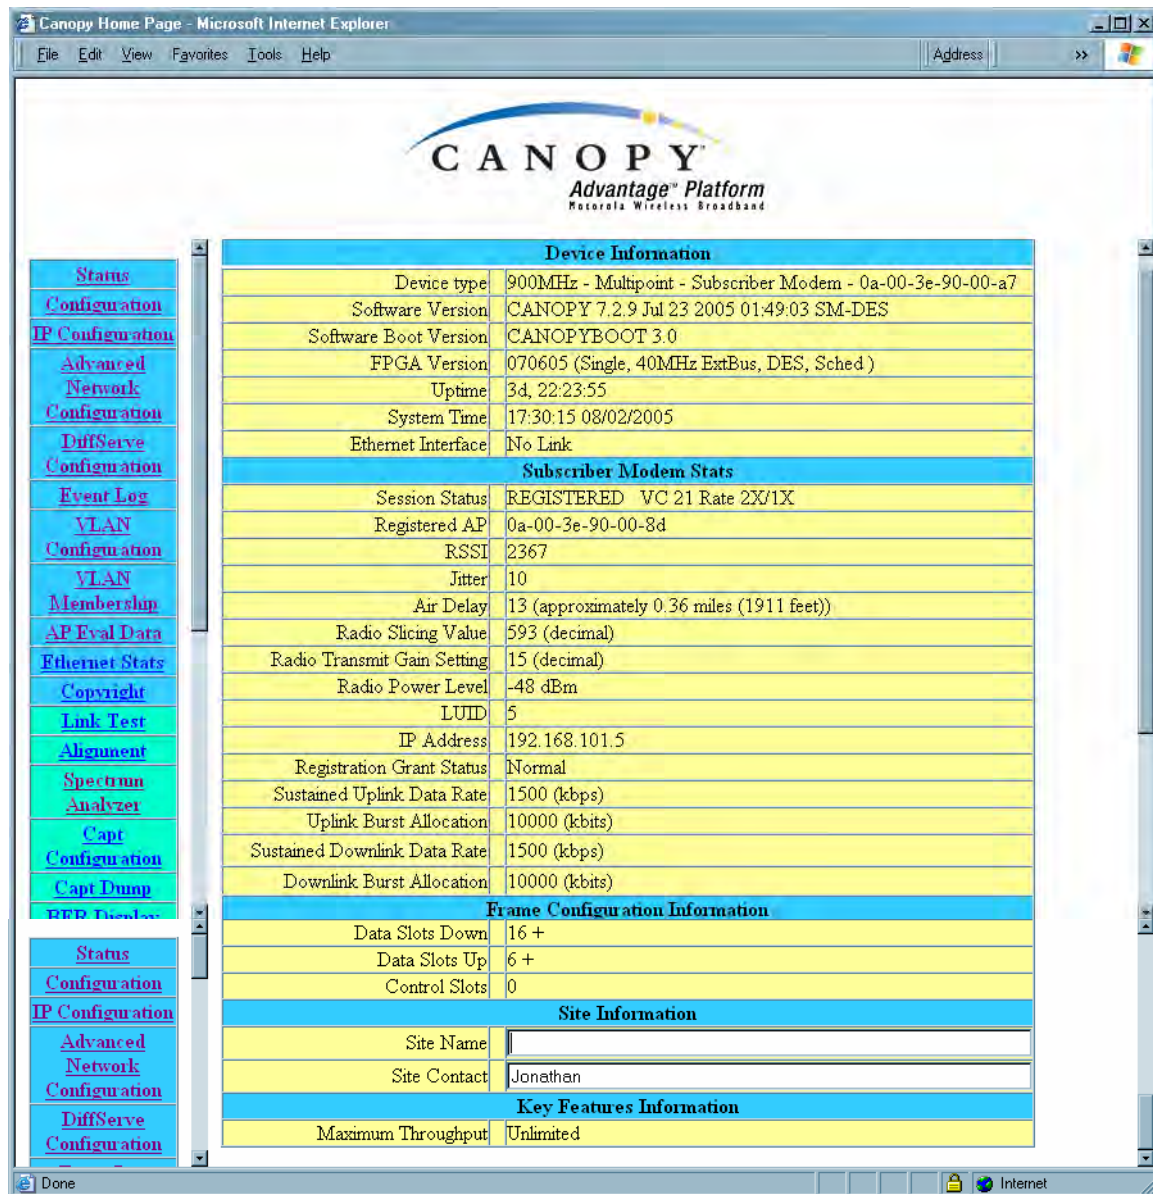 Canopy Home Page - Microsoft Internet Explorer
File Edit View Favorites Tools Help Address »
CANOPY™
Advantage™ Platform
Motorola Wireless Broadband
Status
Configuration
IP Configuration
Advanced
Network
Configuration
DiffServe
Configuration
Event Log
VLAN
Configuration
VLAN
Membership
AP Eval Data
Ethernet Stats
Copyright
Link Test
Alignment
Spectrum
Analyzer
Capt
Configuration
Capt Dump
BER Display
Status
Configuration
IP Configuration
Advanced
Network
Configuration
DiffServe
Configuration
Device Information
Device type 900MHz - Multipoint - Subscriber Modem - 0a-00-3e-90-00-a7
Software Version CANOPY 7.2.9 Jul 23 2005 01:49:03 SM-DES
Software Boot Version CANOPYBOOT 3.0
FPGA Version 070605 (Single, 40MHz ExtBus, DES, Sched )
Uptime 3d, 22:23:55
System Time 17:30:15 08/02/2005
Ethernet Interface No Link
Subscriber Modem Stats
Session Status REGISTERED VC 21 Rate 2X/1X
Registered AP 0a-00-3e-90-00-8d
RSSI 2367
Jitter 10
Air Delay 13 (approximately 0.36 miles (1911 feet))
Radio Slicing Value 593 (decimal)
Radio Transmit Gain Setting 15 (decimal)
Radio Power Level -48 dBm
LUID 5
IP Address 192.168.101.5
Registration Grant Status Normal
Sustained Uplink Data Rate 1500 (kbps)
Uplink Burst Allocation 10000 (kbits)
Sustained Downlink Data Rate 1500 (kbps)
Downlink Burst Allocation 10000 (kbits)
Frame Configuration Information
Data Slots Down 16 +
Data Slots Up 6 +
Control Slots 0
Site Information
Site Name
Site Contact Jonathan
Key Features Information
Maximum Throughput Unlimited
Done Internet